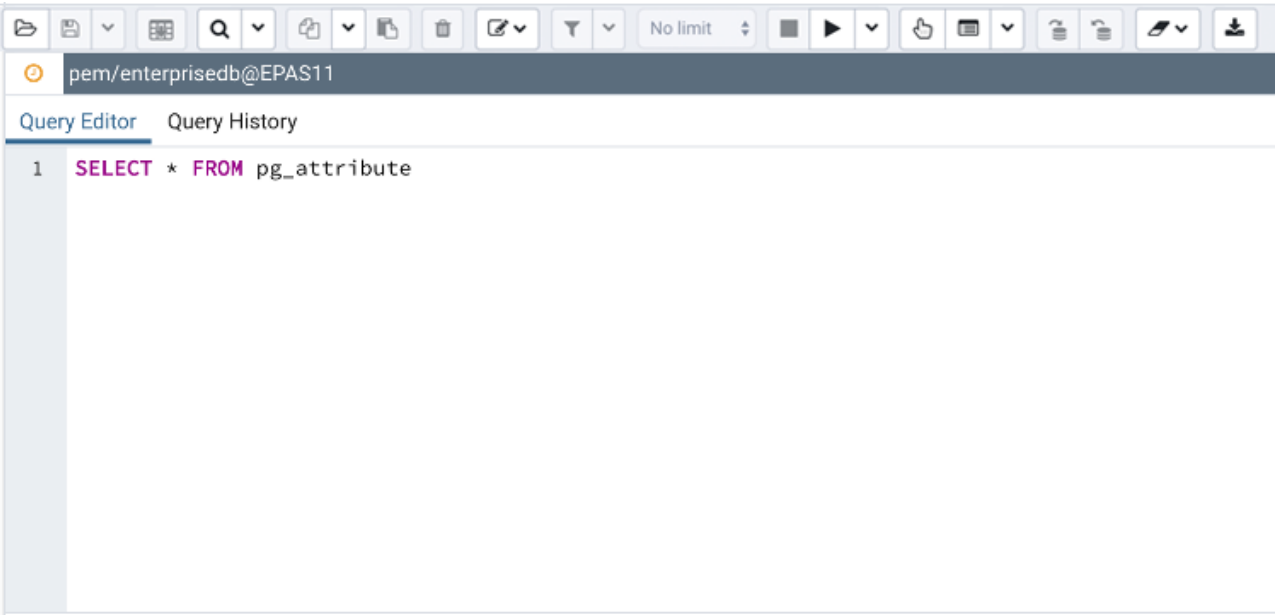 No limit
pem/enterprisedb@EPAS11
Query Editor Query History
1 SELECT * FROM pg_attribute